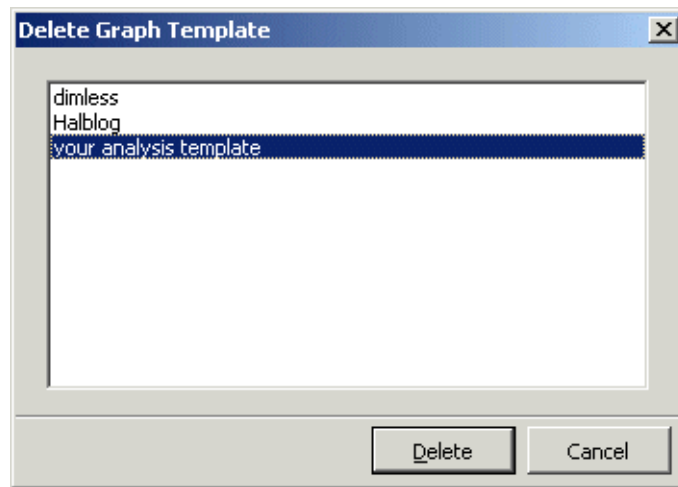 Delete Graph Template
dimless
Halblog
your analysis template
Delete
Cancel